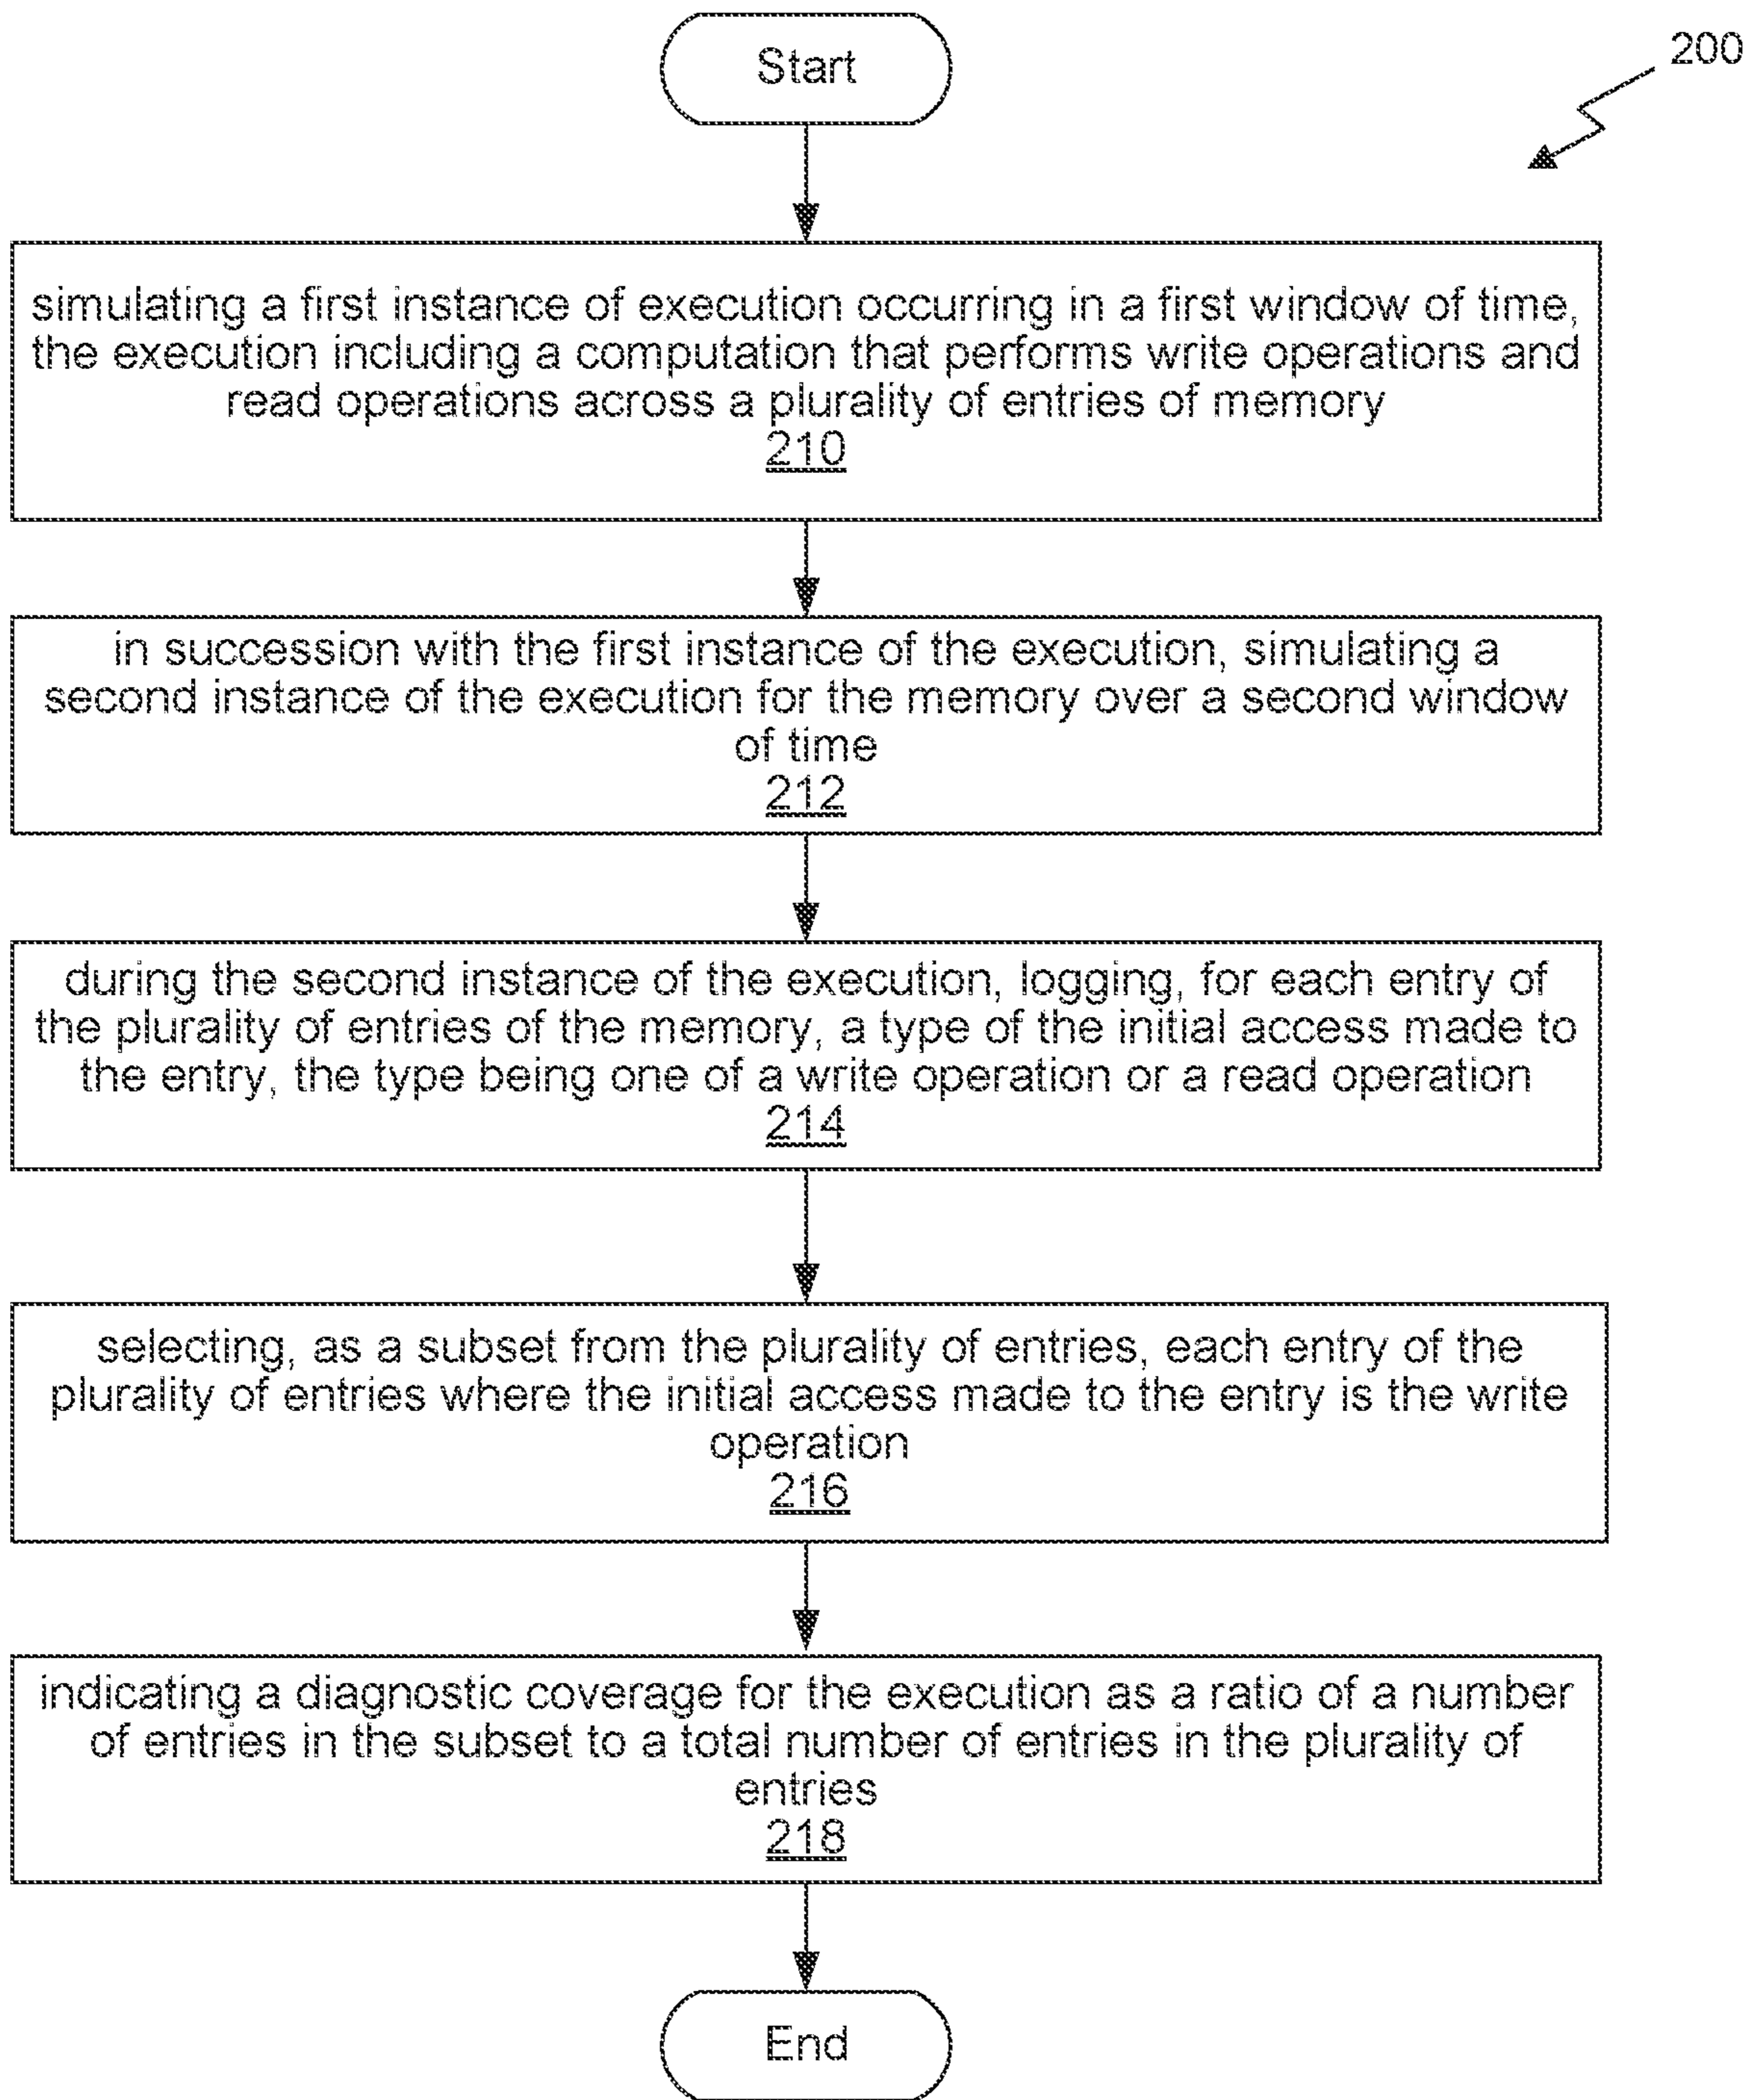 Start
200
simulating a first instance of execution occurring in a first window of time,
the execution including a computation that performs write operations and
read operations across a plurality of entries of memory
210
in succession with the first instance of the execution, simulating a
second instance of the execution for the memory over a second window
of time
212
during the second instance of the execution, logging, for each entry of
the plurality of entries of the memory, a type of the initial access made to
the entry, the type being one of a write operation or a read operation
214
selecting, as a subset from the plurality of entries, each entry of the
plurality of entries where the initial access made to the entry is the write
operation
216
indicating a diagnostic coverage for the execution as a ratio of a number
of entries in the subset to a total number of entries in the plurality of
entries
218
End